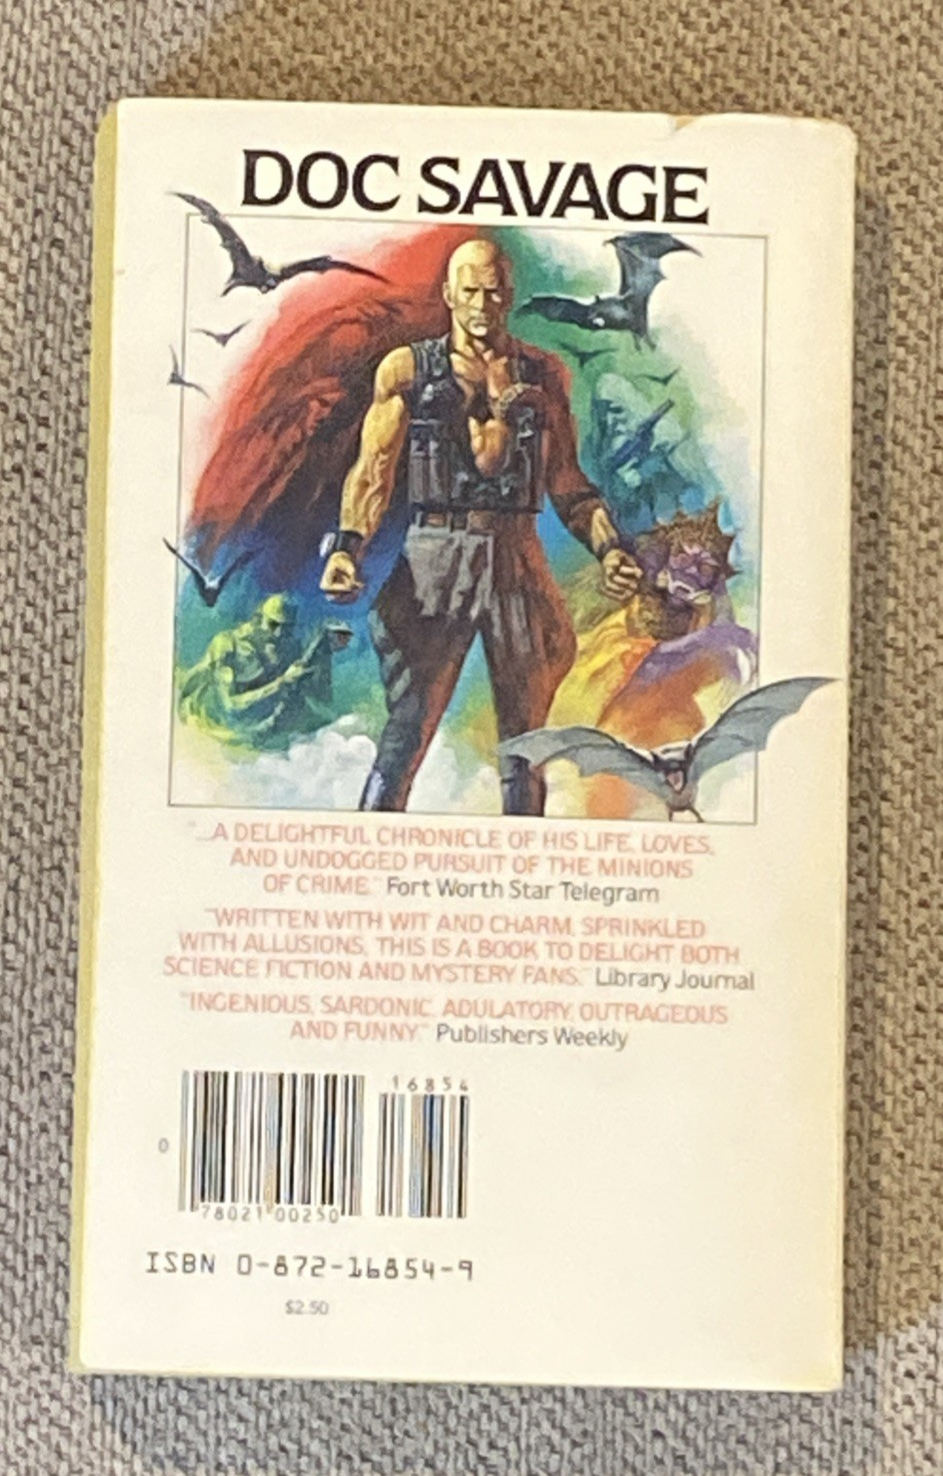 DOC SAVAGE
"...A DELIGHTFUL CHRONICLE OF HIS LIFE, LOVES,
AND UNDOGGED PURSUIT OF THE MINIONS
OF CRIME." Fort Worth Star Telegram
"WRITTEN WITH WIT AND CHARM, SPRINKLED
WITH ALLUSIONS, THIS IS A BOOK TO DELIGHT BOTH
SCIENCE FICTION AND MYSTERY FANS." Library Journal
"INGENIOUS, SARDONIC, ADULATORY, OUTRAGEOUS
AND FUNNY." Publishers Weekly
16854
0
78021 00250
ISBN 0-872-16854-9
$2.50